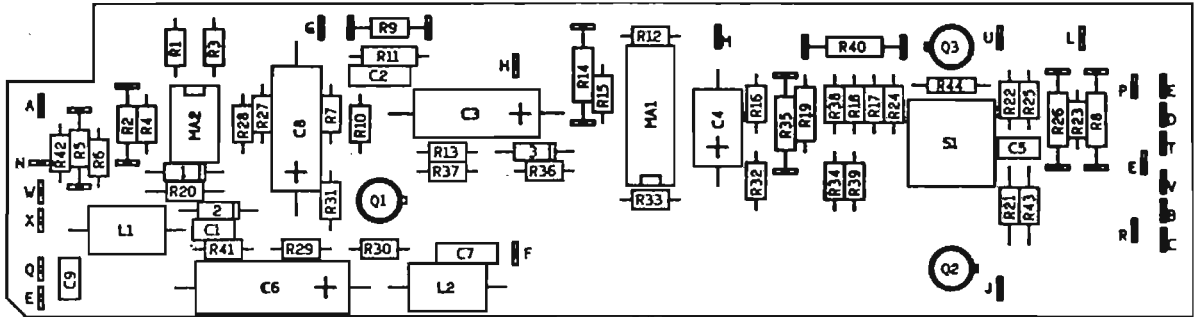 G R9 M U L
R1 R3 R12 R40 Q3
R11
C2 H R14 R15 R44
A R2 R4 MA2 R28 R27 C8 R7 R10 C3 MA1 C4 R16 R35 R19 R38 R18 R17 R24 S1 R22 R25 R26 R23 R8 P E
D
N R42 R5 R6 R13 3 C5 T
1 R37 R36 E
W R20 R31 Q1 R33 R32 R34 R39 R21 R43 V
X L1 2 B
C1 R C
R41 R29 R30 C7 F
Q C9 C6 L2 Q2
E J